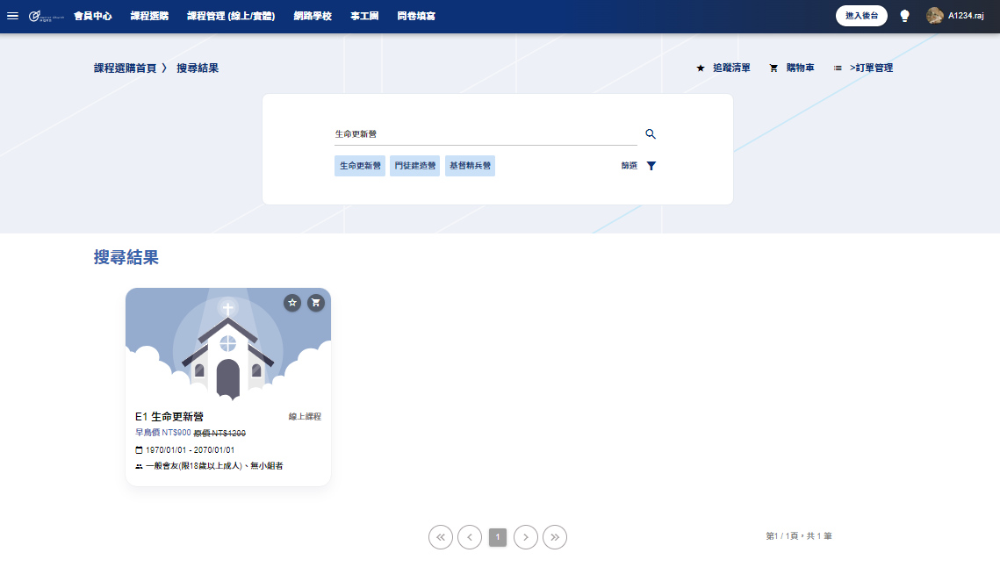 會員中心 課程選購 課程管理 (線上/實體) 網路學校 事工團 問卷填寫 進入後台 A1234.raj
課程選購首頁 〉 搜尋結果 追蹤清單 購物車 >訂單管理
生命更新營
生命更新營 門徒建造營 基督精兵營 篩選
搜尋結果
E1 生命更新營 線上課程
早鳥價 NT$900 原價 NT$1200
1970/01/01 - 2070/01/01
一般會友(限18歲以上成人)、無小組者
1 第1 / 1頁，共 1 筆